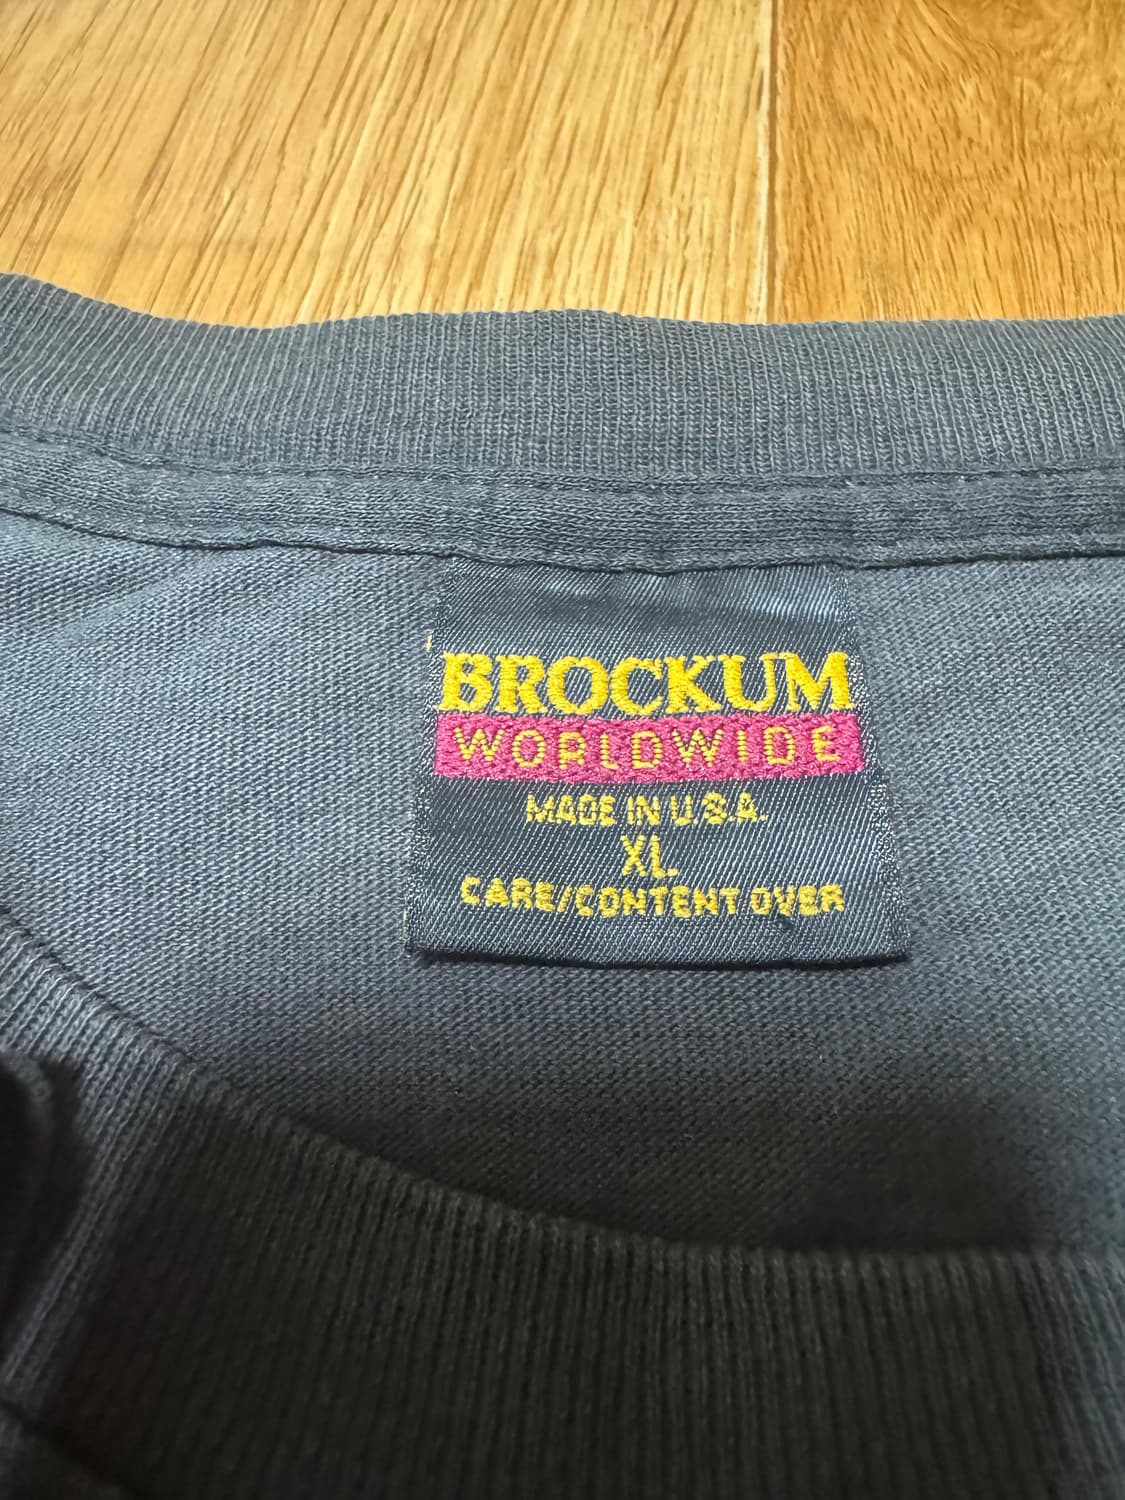 BROCKUM
WORLDWIDE
MADE IN U.S.A.
XL
CARE/CONTENT OVER